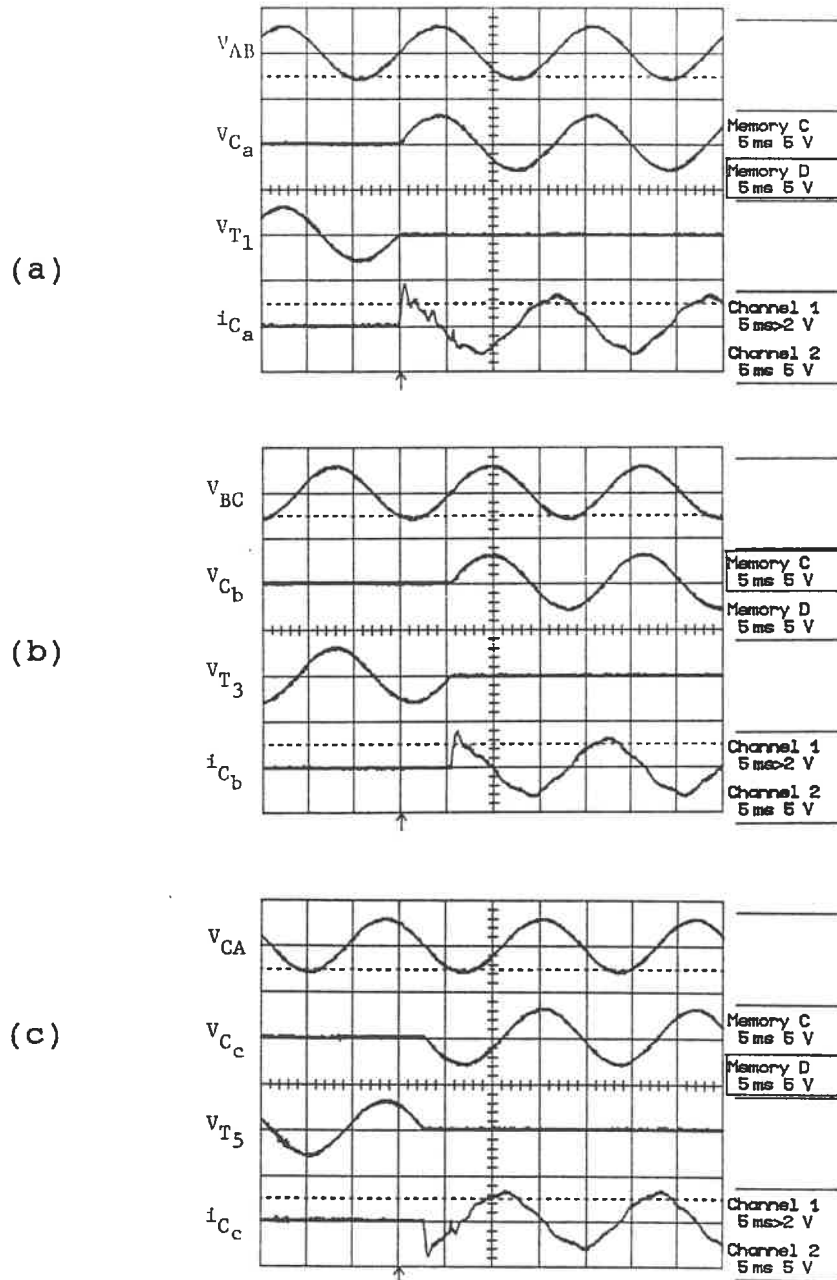 V_AB
V_Ca
Memory C
5 ms 5 V
Memory D
5 ms 5 V
V_T1
(a)
i_Ca
Channel 1
5 ms>2 V
Channel 2
5 ms 5 V
V_BC
V_Cb
Memory C
5 ms 5 V
Memory D
5 ms 5 V
(b)
V_T3
i_Cb
Channel 1
5 ms>2 V
Channel 2
5 ms 5 V
V_CA
V_Cc
Memory C
5 ms 5 V
(c)
Memory D
5 ms 5 V
V_T5
i_Cc
Channel 1
5 ms>2 V
Channel 2
5 ms 5 V